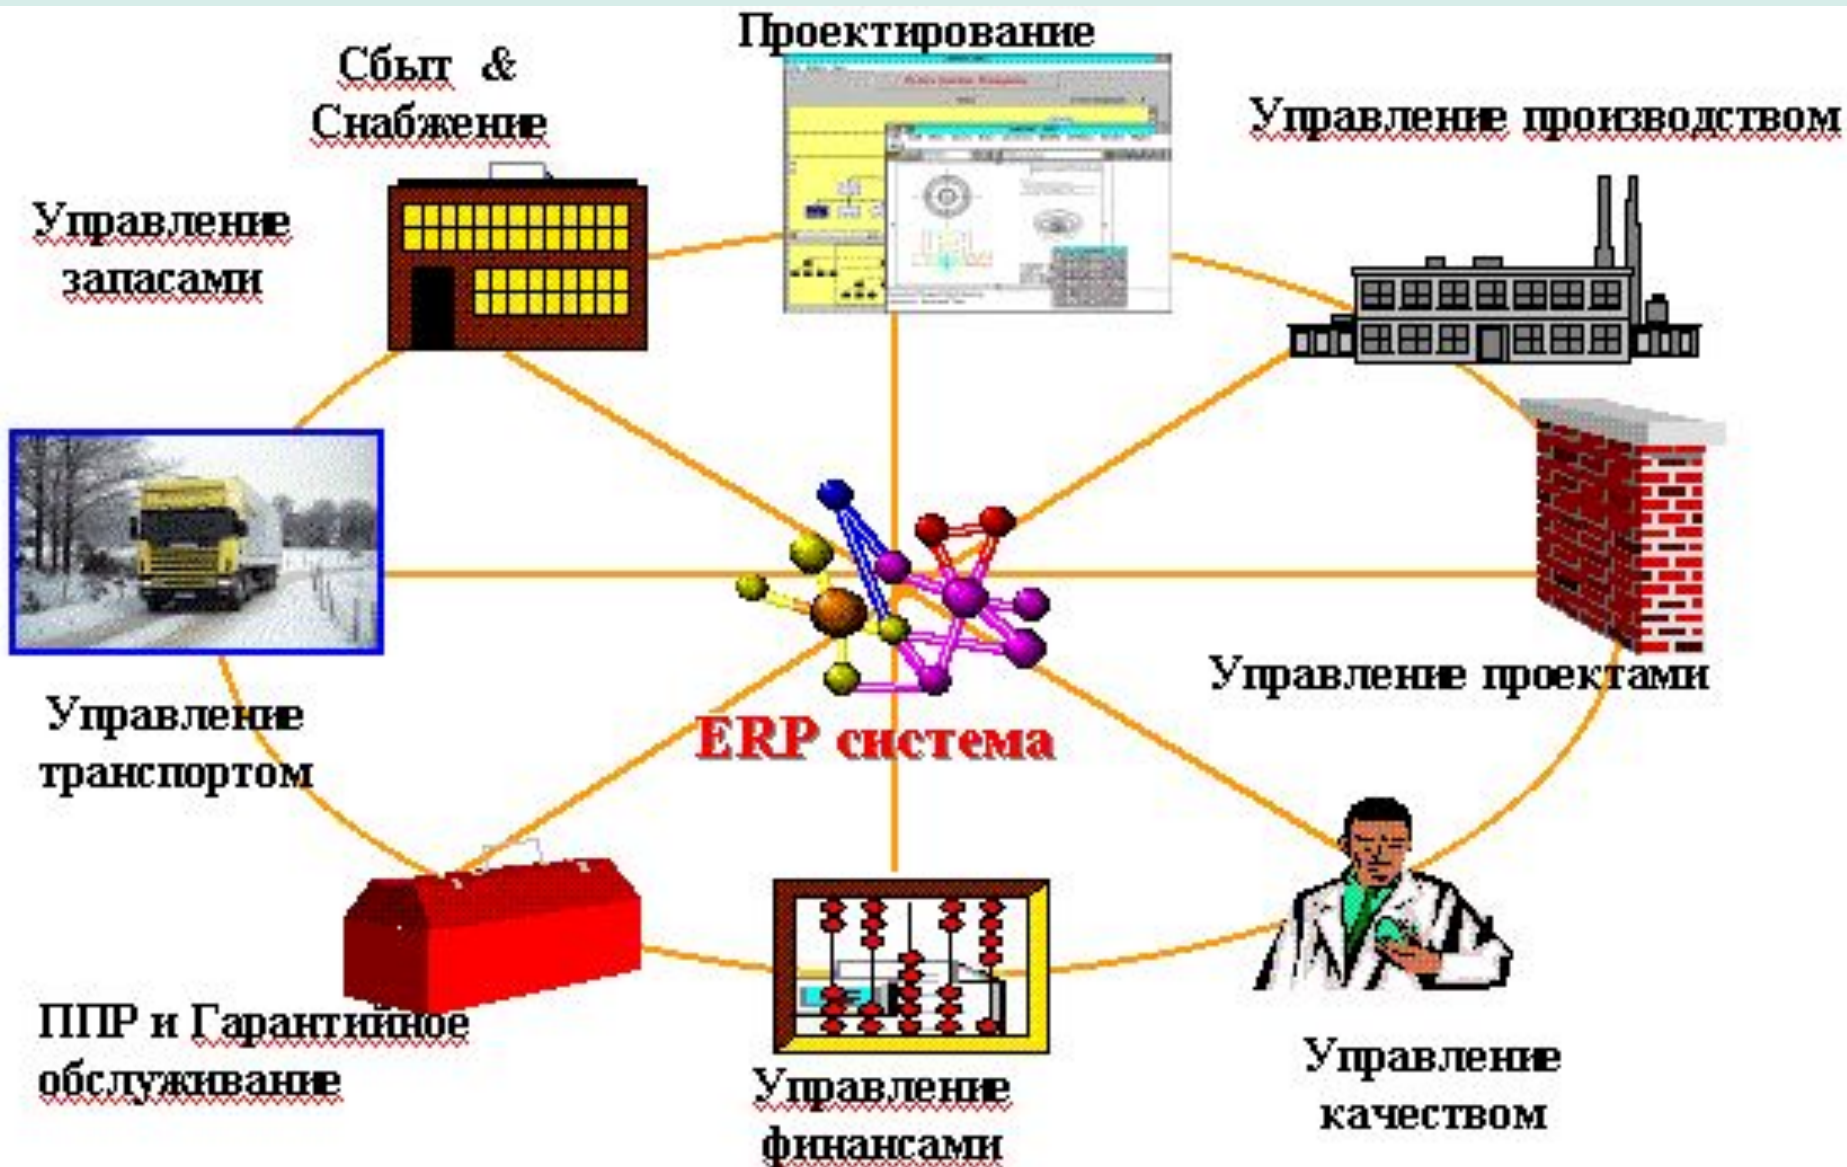 Проектирование
Сбыт &
Снабжение
Управление производством
Управление
запасами
ERP система
Управление проектами
Управление
транспортом
ППР и Гарантийное
обслуживание
Управление
финансами
Управление
качеством